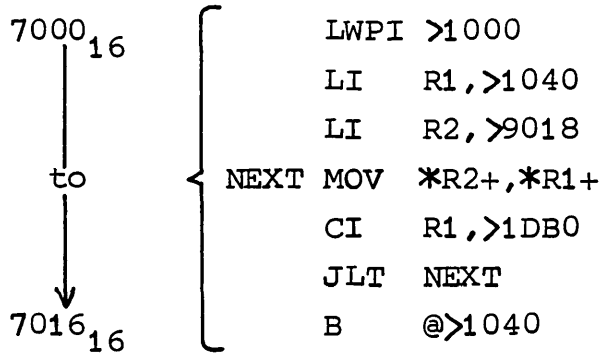 7000₁₆ LWPI >1000
LI R1,>1040
LI R2,>9018
to NEXT MOV *R2+,*R1+
CI R1,>1DB0
JLT NEXT
7016₁₆ B @>1040